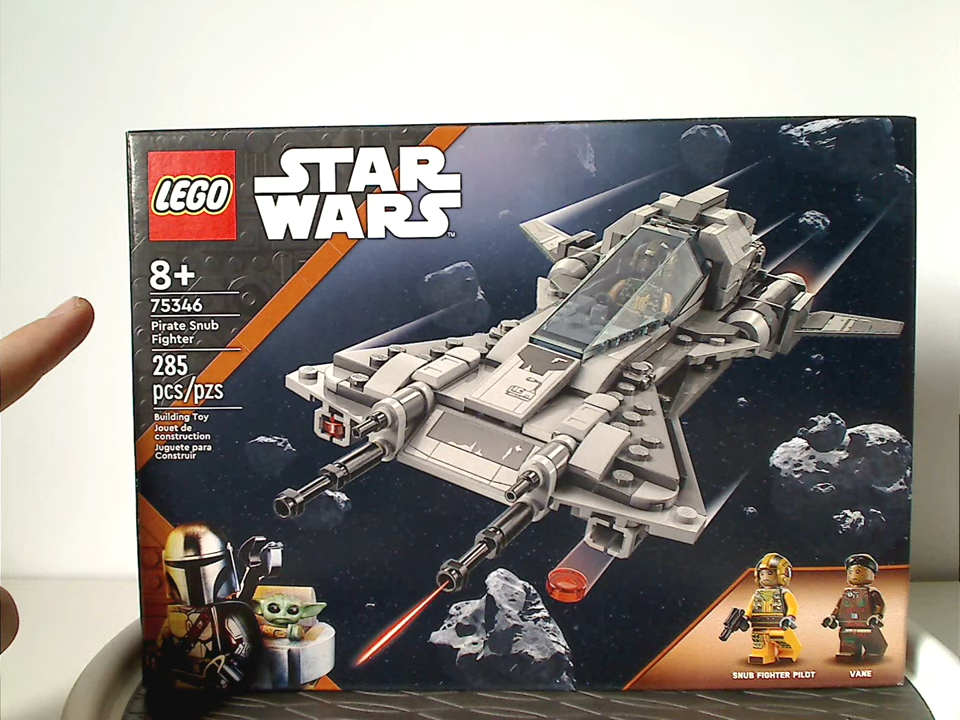 LEGO
STAR
WARS
™
8+
75346
Pirate Snub
Fighter
285
pcs/pzs
Building Toy
Jouet de
construction
Juguete para
Construir
SNUB FIGHTER PILOT
VANE